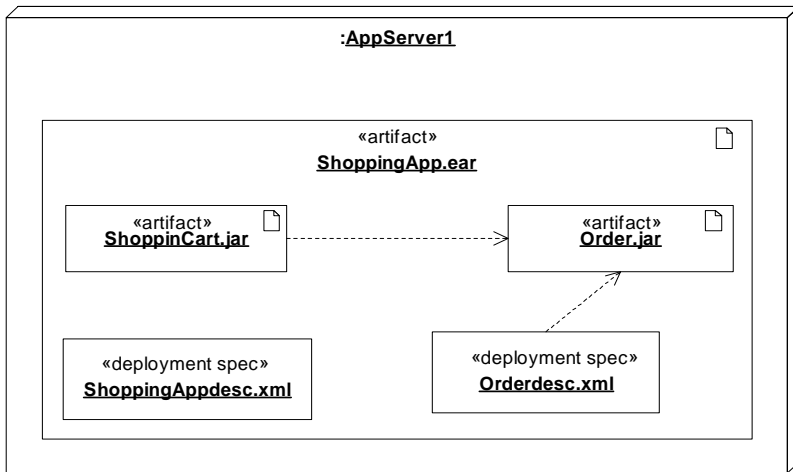 :AppServer1
«artifact»
ShoppingApp.ear
«artifact»
ShoppinCart.jar
«artifact»
Order.jar
«deployment spec»
ShoppingAppdesc.xml
«deployment spec»
Orderdesc.xml